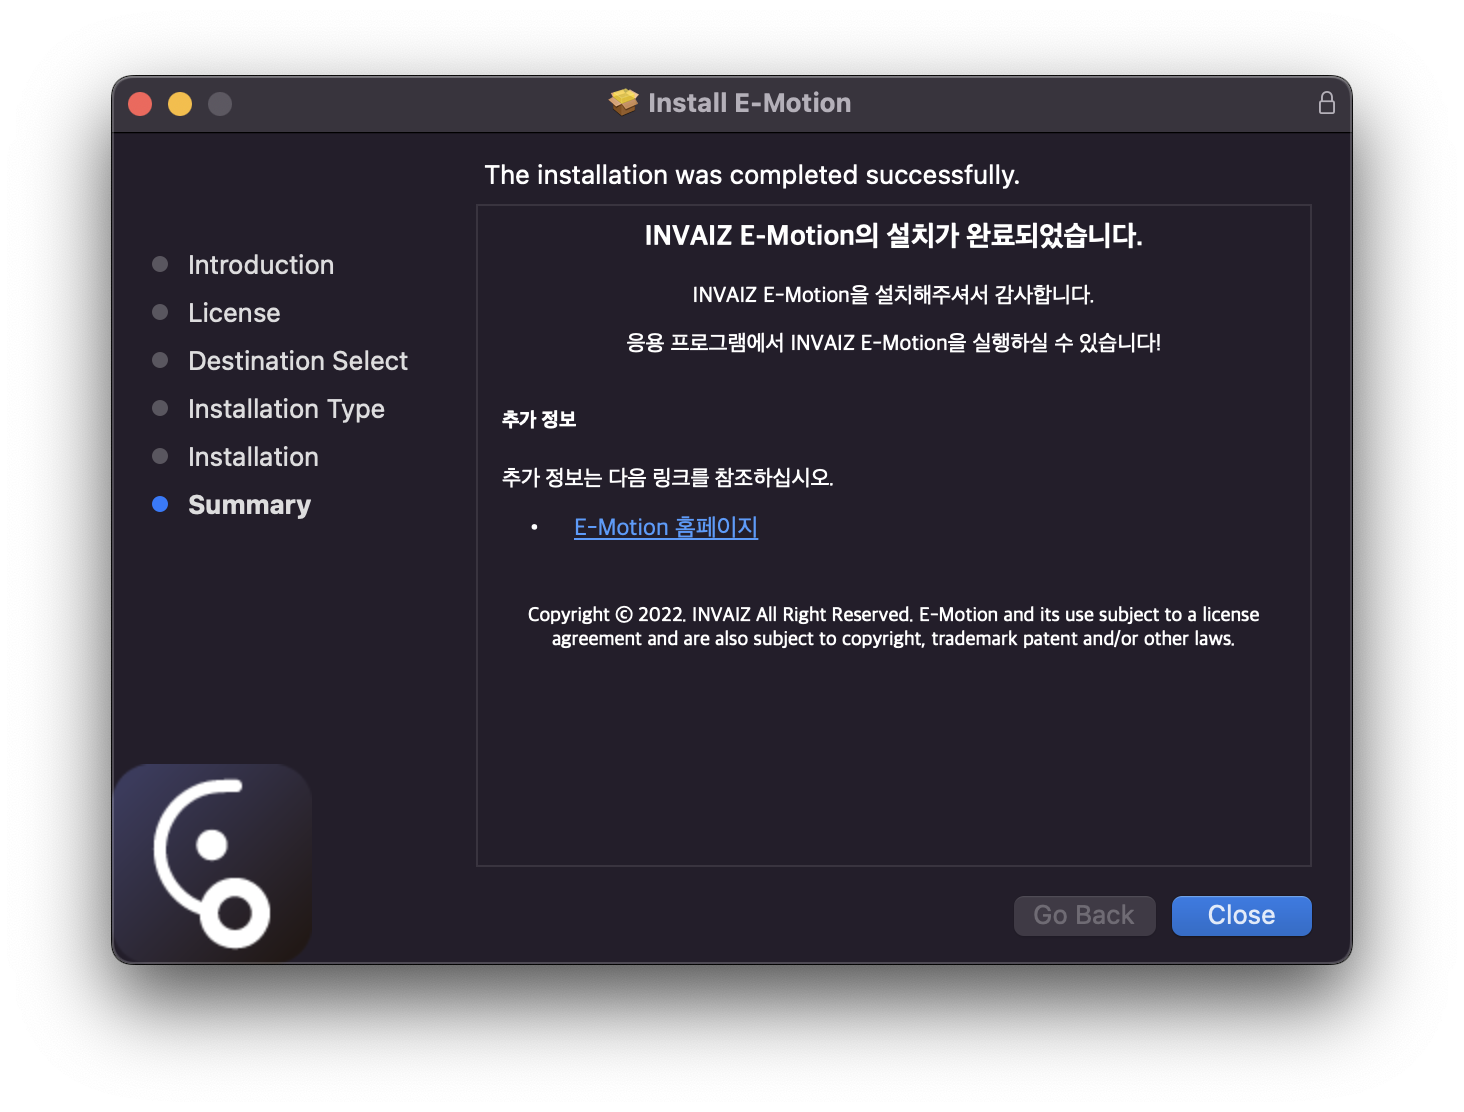 Install E-Motion
The installation was completed successfully.
Introduction
License
Destination Select
Installation Type
Installation
Summary
INVAIZ E-Motion의 설치가 완료되었습니다.
INVAIZ E-Motion을 설치해주셔서 감사합니다.
응용 프로그램에서 INVAIZ E-Motion을 실행하실 수 있습니다!
추가 정보
추가 정보는 다음 링크를 참조하십시오.
• E-Motion 홈페이지
Copyright © 2022. INVAIZ All Right Reserved. E-Motion and its use subject to a license
agreement and are also subject to copyright, trademark patent and/or other laws.
Go Back
Close